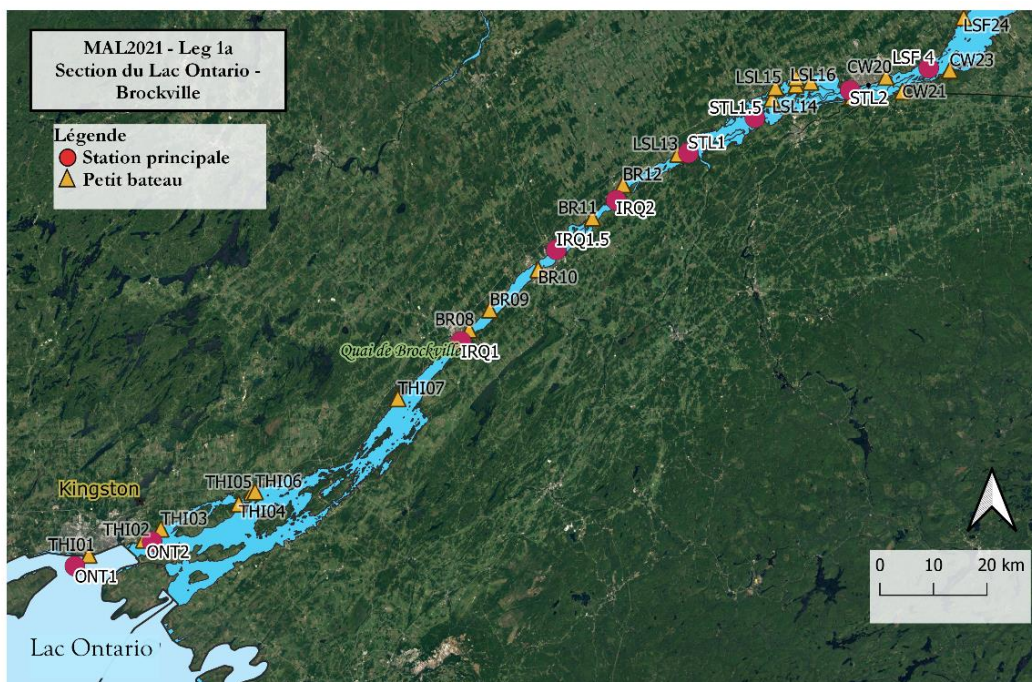 MAL2021 - Leg 1a
Section du Lac Ontario -
Brockville
Légende
Station principale
Petit bateau
LSF24
LSF 4
CW23
CW20
CW21
LSL16
LSL15
STL2
LSL14
STL1.5
STL1
LSL13
BR12
IRQ2
BR11
IRQ1.5
BR10
BR09
BR08
Quai de Brockville
IRQ1
THI07
THI06
THI05
THI04
Kingston
THI03
THI02
ONT2
THI01
ONT1
Lac Ontario
0 10 20 km